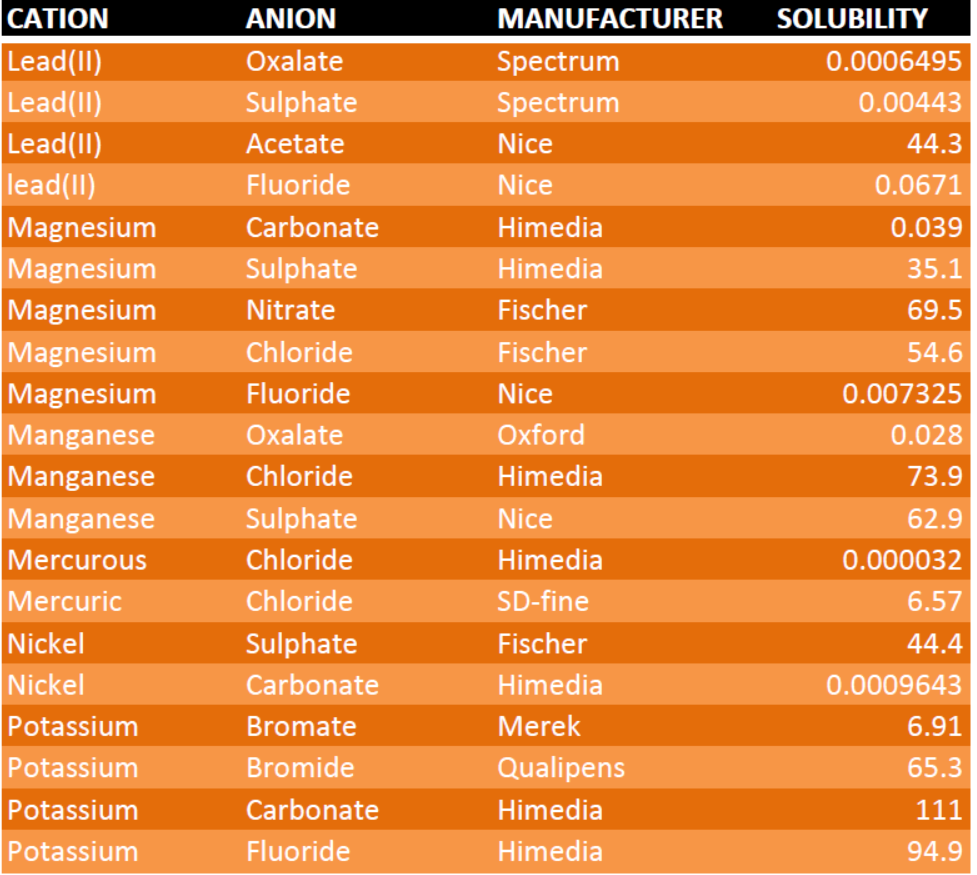 CATION ANION MANUFACTURER SOLUBILITY
Lead(II) Oxalate Spectrum 0.0006495
Lead(II) Sulphate Spectrum 0.00443
Lead(II) Acetate Nice 44.3
lead(II) Fluoride Nice 0.0671
Magnesium Carbonate Himedia 0.039
Magnesium Sulphate Himedia 35.1
Magnesium Nitrate Fischer 69.5
Magnesium Chloride Fischer 54.6
Magnesium Fluoride Nice 0.007325
Manganese Oxalate Oxford 0.028
Manganese Chloride Himedia 73.9
Manganese Sulphate Nice 62.9
Mercurous Chloride Himedia 0.000032
Mercuric Chloride SD-fine 6.57
Nickel Sulphate Fischer 44.4
Nickel Carbonate Himedia 0.0009643
Potassium Bromate Merek 6.91
Potassium Bromide Qualipens 65.3
Potassium Carbonate Himedia 111
Potassium Fluoride Himedia 94.9